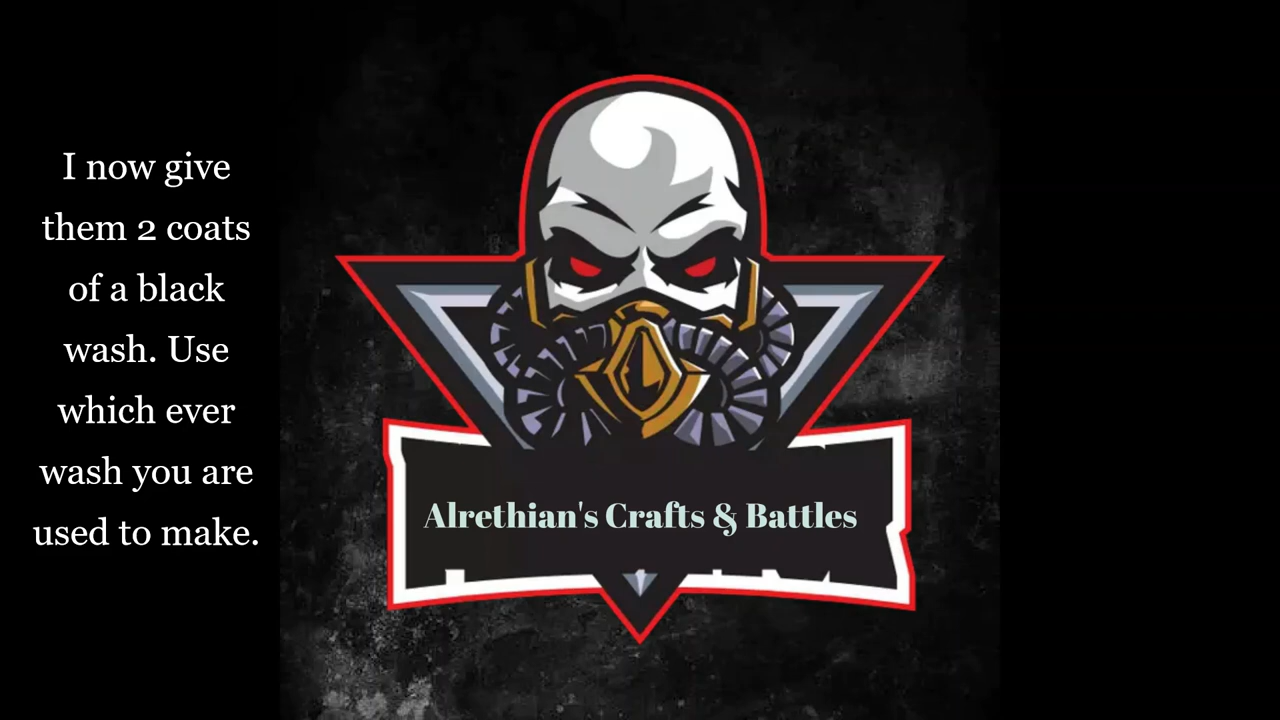 I now give
them 2 coats
of a black
wash. Use
which ever
wash you are
used to make.
Alrethian's Crafts & Battles